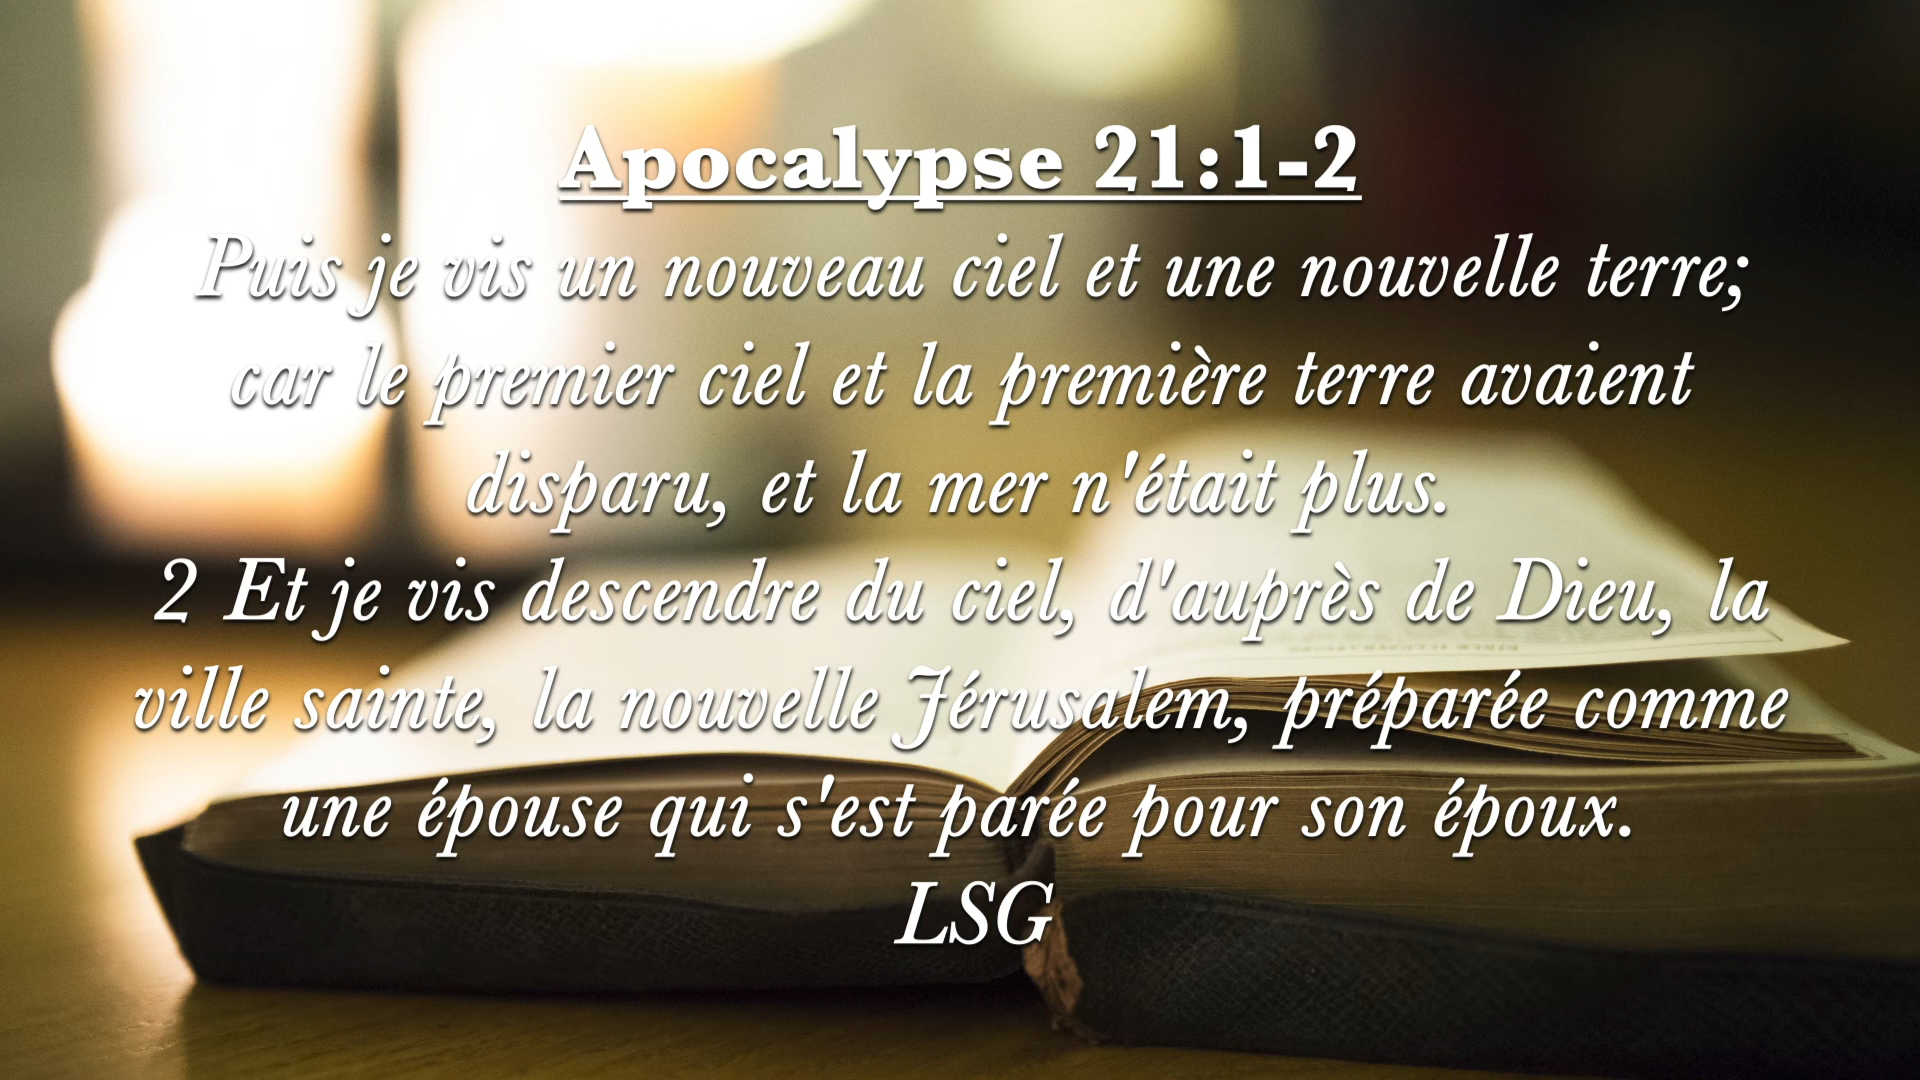 Apocalypse 21:1-2
Puis je vis un nouveau ciel et une nouvelle terre;
car le premier ciel et la première terre avaient
disparu, et la mer n'était plus.
2 Et je vis descendre du ciel, d'auprès de Dieu, la
ville sainte, la nouvelle Jérusalem, préparée comme
une épouse qui s'est parée pour son époux.
LSG